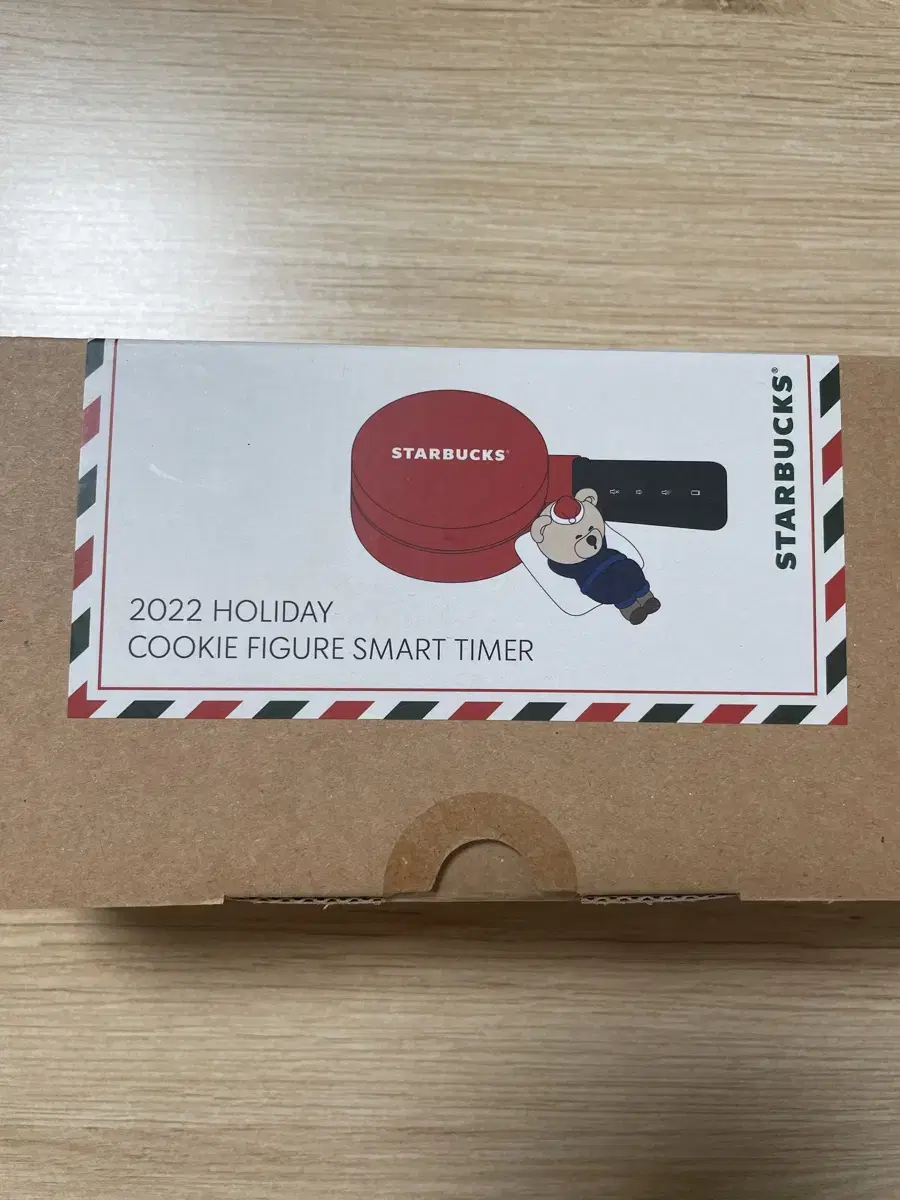 STARBUCKS®
STARBUCKS®
2022 HOLIDAY
COOKIE FIGURE SMART TIMER